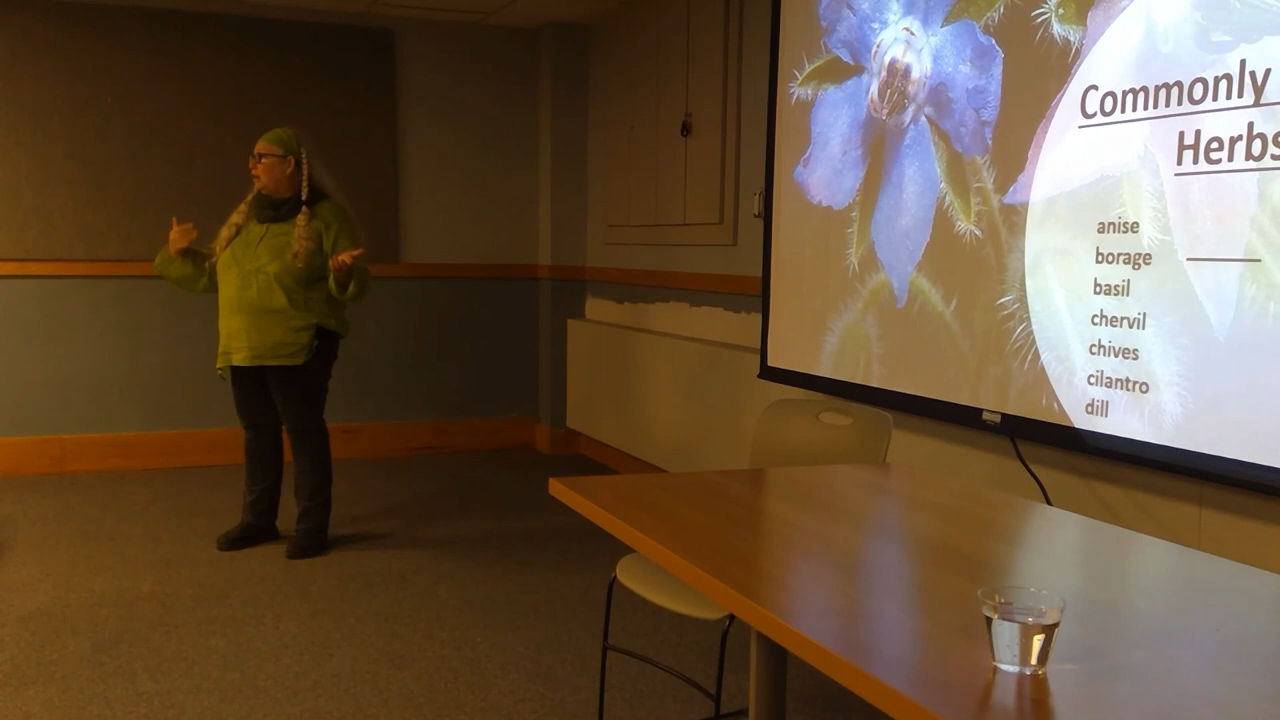 Commonly
Herbs
anise
borage
basil
chervil
chives
cilantro
dill